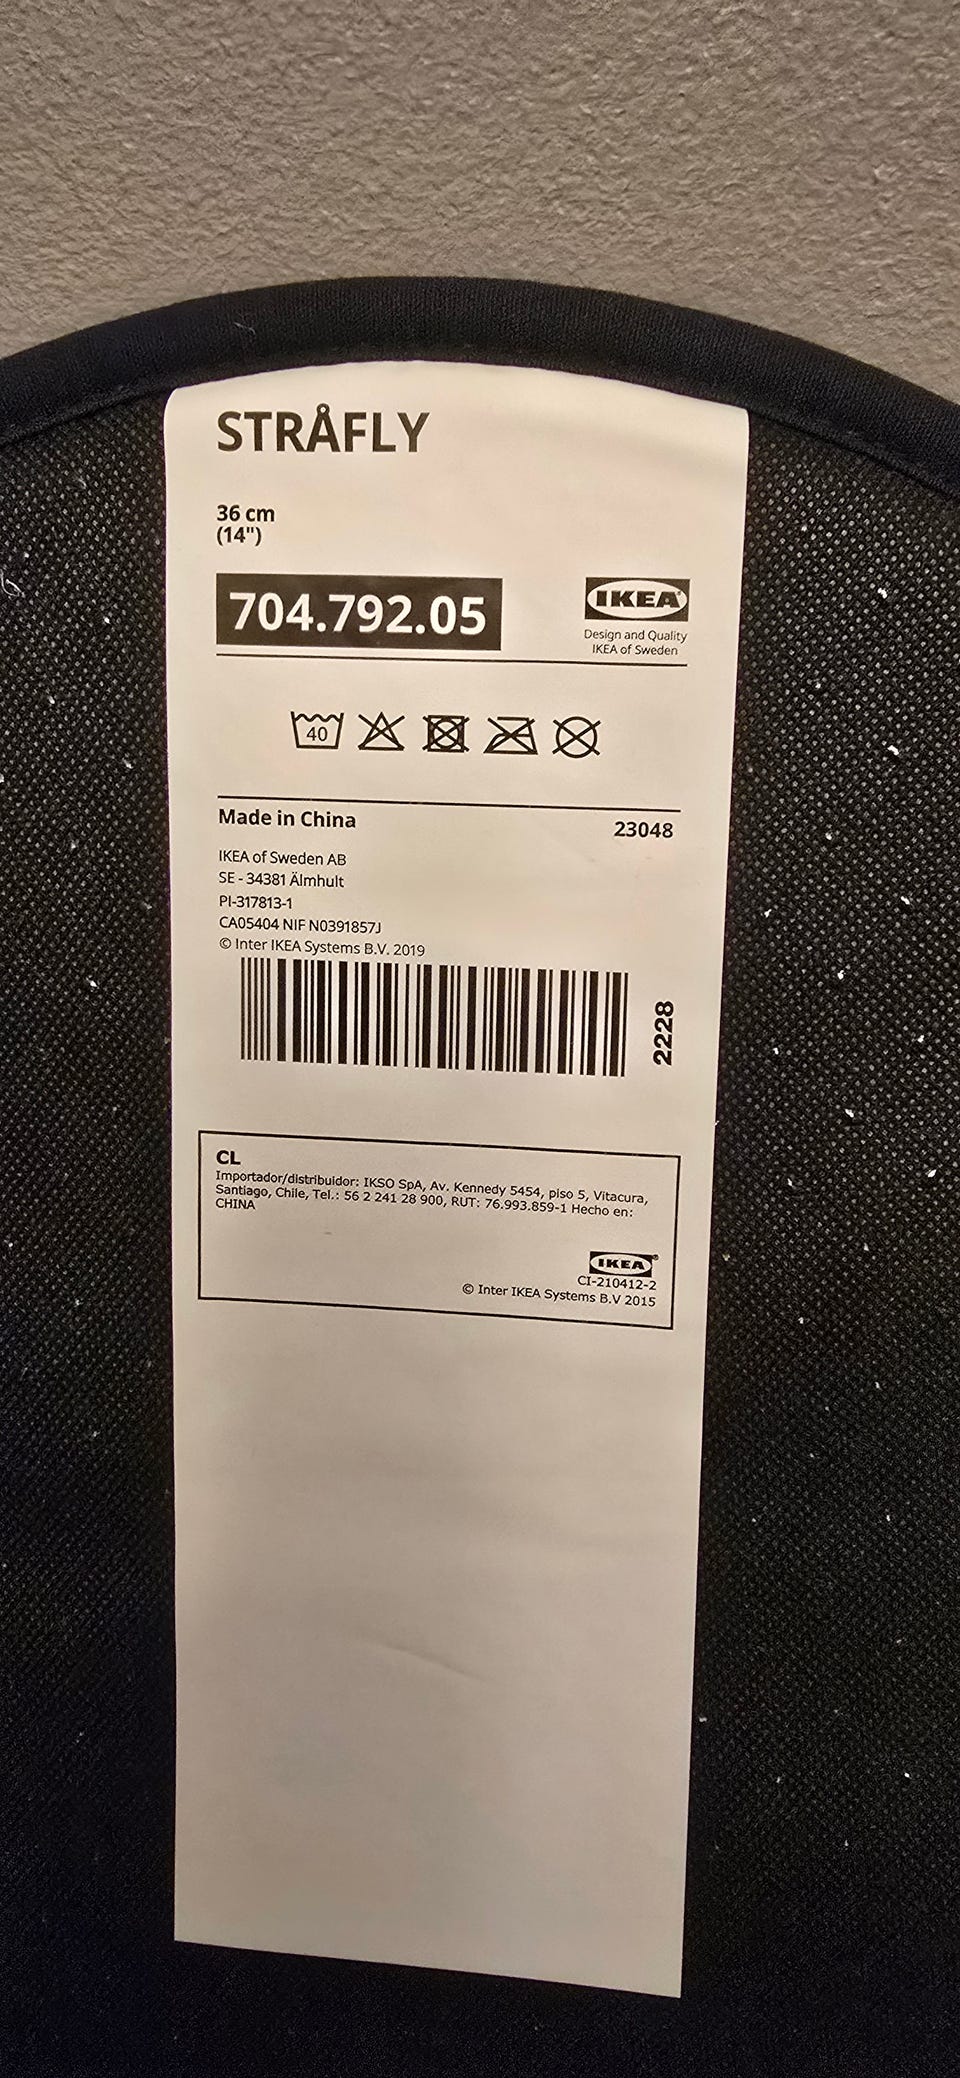 STRÅFLY
36 cm
(14")
704.792.05
IKEA
Design and Quality
IKEA of Sweden
40
Made in China
23048
IKEA of Sweden AB
SE - 34381 Älmhult
PI-317813-1
CA05404 NIF N0391857J
© Inter IKEA Systems B.V. 2019
2228
CL
Importador/distribuidor: IKSO SpA, Av. Kennedy 5454, piso 5, Vitacura,
Santiago, Chile, Tel.: 56 2 241 28 900, RUT: 76.993.859-1 Hecho en:
CHINA
IKEA®
CI-210412-2
© Inter IKEA Systems B.V 2015